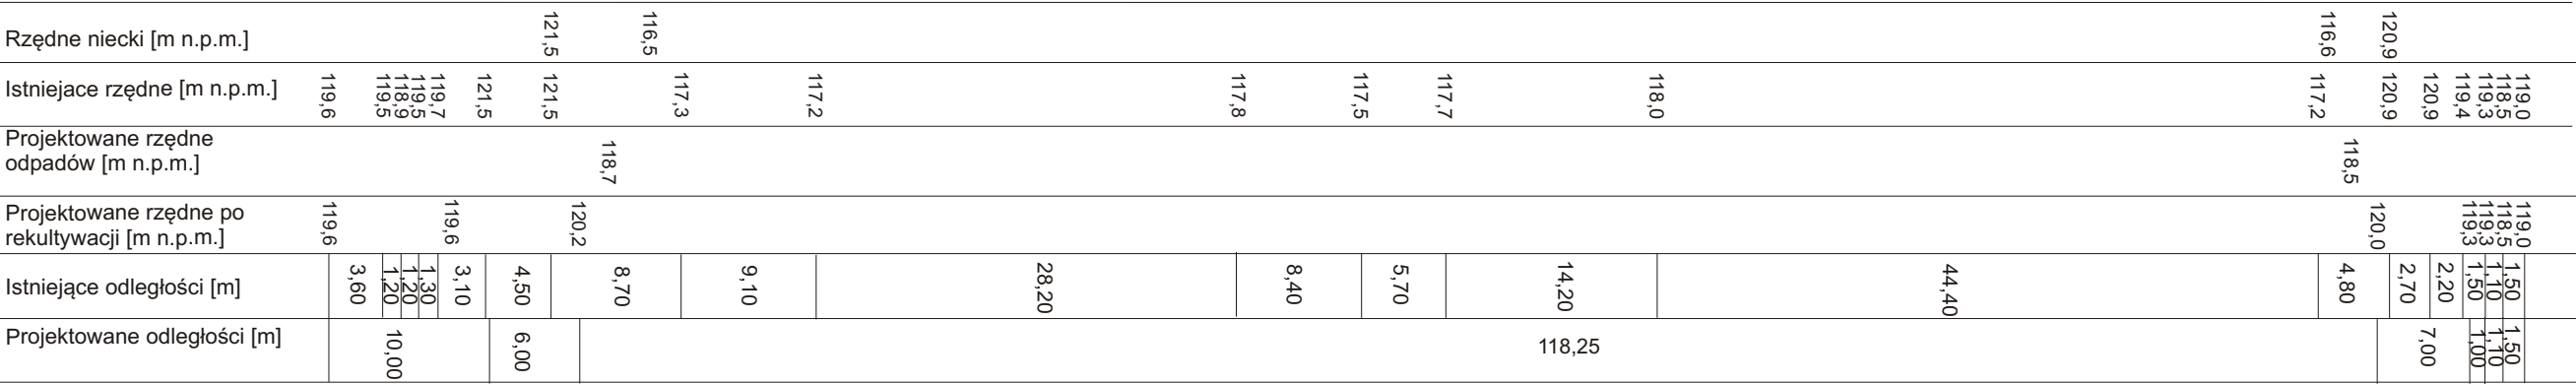 Rzędne niecki [m n.p.m.] 121,5 116,5 116,6 120,9
Istniejace rzędne [m n.p.m.] 119,6 119,5 118,9 119,5 119,7 121,5 121,5 117,3 117,2 117,8 117,5 117,7 118,0 117,2 120,9 120,9 119,4 119,3 118,5 119,0
Projektowane rzędne
odpadów [m n.p.m.] 118,7 118,5
Projektowane rzędne po
rekultywacji [m n.p.m.] 119,6 119,6 120,2 120,0 119,3 119,3 118,5 119,0
Istniejące odległości [m] 3,60 1,20 1,20 1,30 3,10 4,50 8,70 9,10 28,20 8,40 5,70 14,20 44,40 4,80 2,70 2,20 1,50 1,10 1,50
Projektowane odległości [m] 10,00 6,00 118,25 7,00 1,00 1,10 1,50